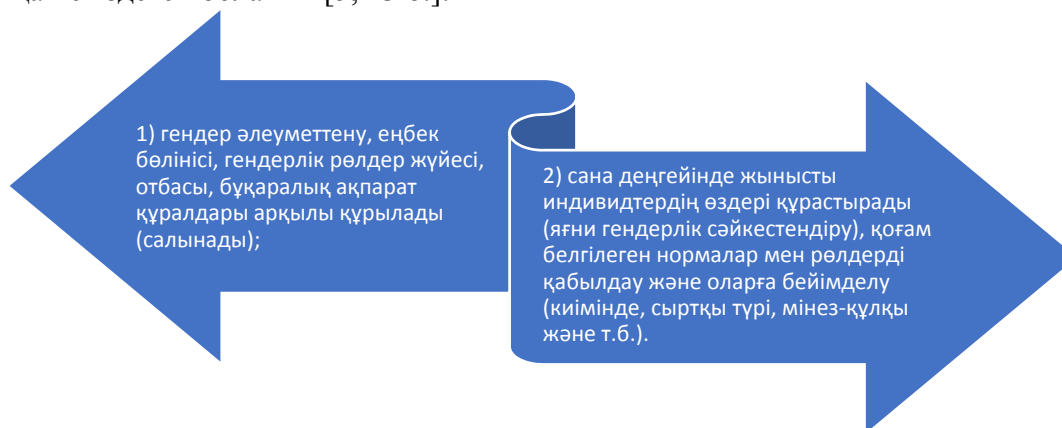 1) гендер әлеуметтену, еңбек
бөлінісі, гендерлік рөлдер жүйесі,
отбасы, бұқаралық ақпарат
құралдары арқылы құрылады
(салынады);
2) сана деңгейінде жынысты
индивидтердің өздері құрастырады
(яғни гендерлік сәйкестендіру), қоғам
белгілеген нормалар мен рөлдерді
қабылдау және оларға бейімделу
(киімінде, сыртқы түрі, мінез-құлқы
және т.б.).